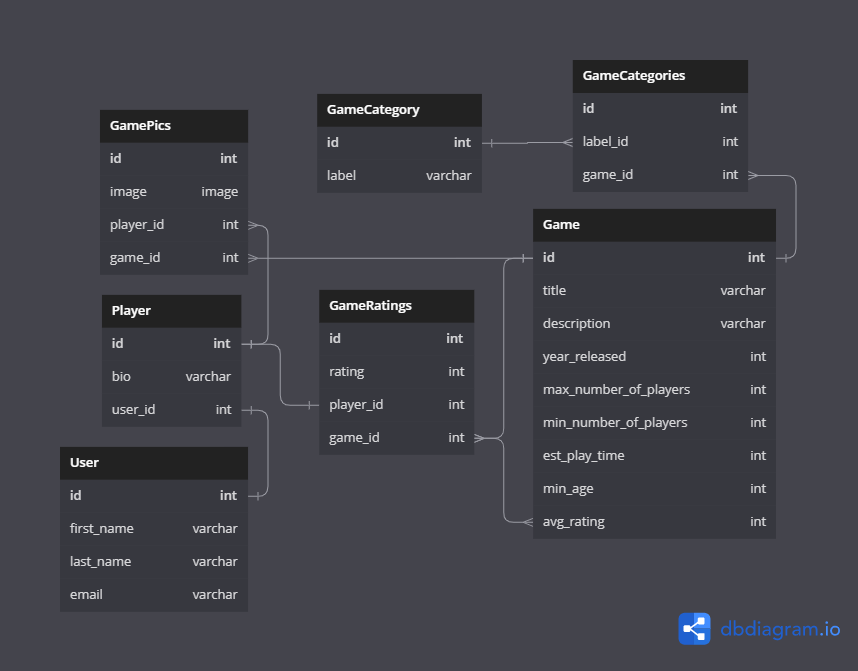 GamePics
id int
image image
player_id int
game_id int
GameCategory
id int
label varchar
GameCategories
id int
label_id int
game_id int
Game
id int
title varchar
description varchar
year_released int
max_number_of_players int
min_number_of_players int
est_play_time int
min_age int
avg_rating int
Player
id int
bio varchar
user_id int
GameRatings
id int
rating int
player_id int
game_id int
User
id int
first_name varchar
last_name varchar
email varchar
dbdiagram.io